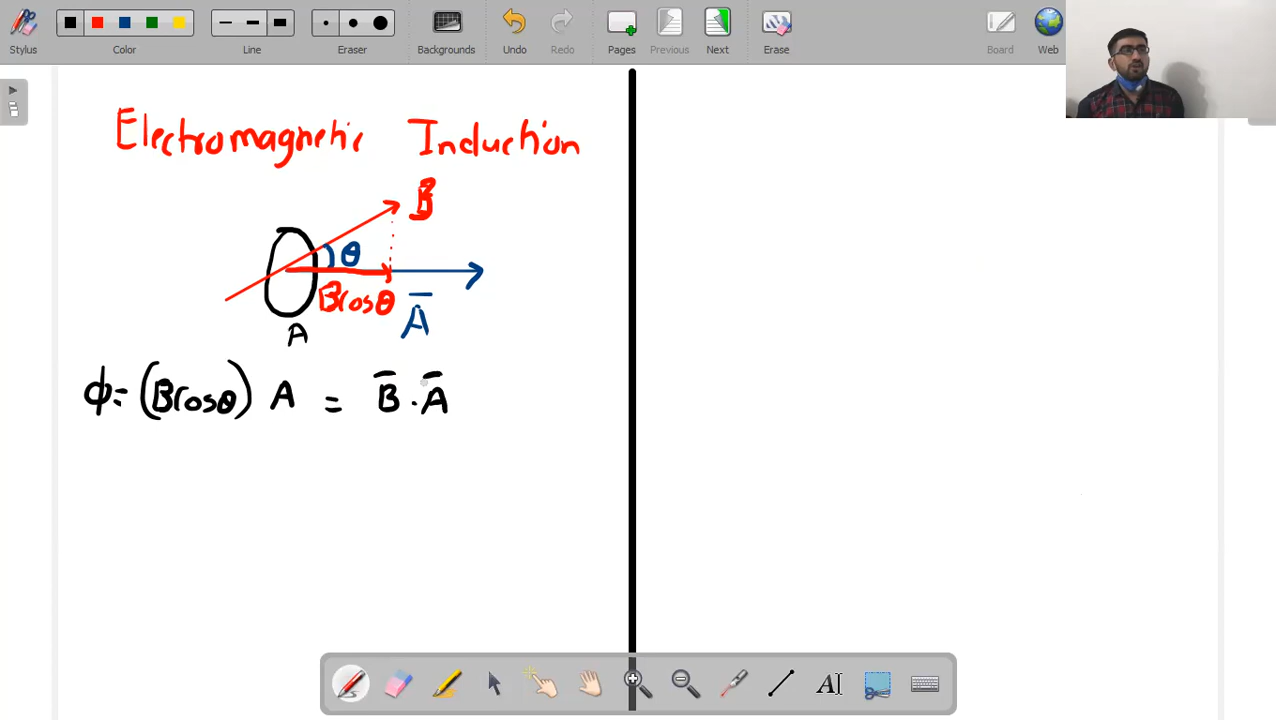 Stylus Color Line Eraser Backgrounds Undo Redo Pages Previous Next Erase Board Web
Electromagnetic Induction
B̅
θ
Bcosθ
A̅
A
ϕ = (Bcosθ) A = B̅ · A̅
A